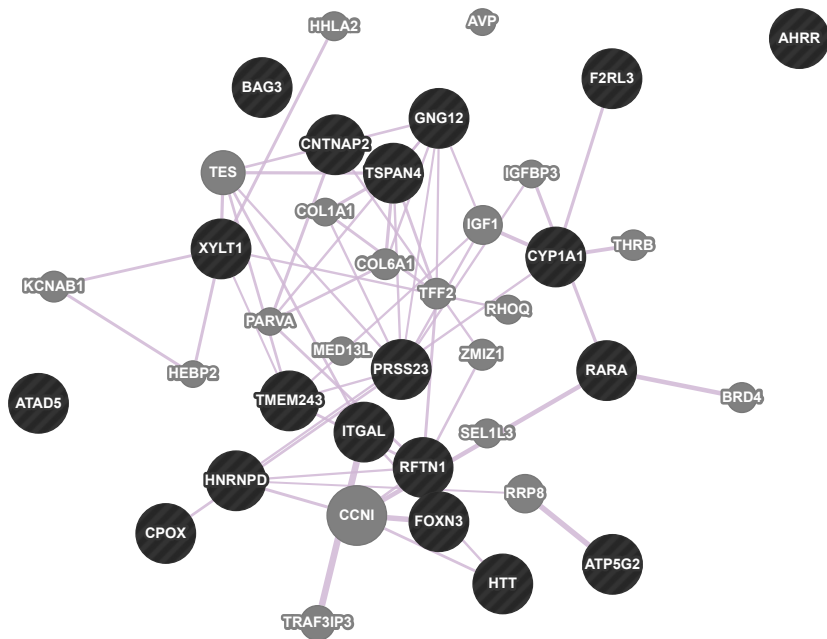 HHLA2
AVP
AHRR
BAG3
F2RL3
GNG12
CNTNAP2
TES
TSPAN4
IGFBP3
COL1A1
IGF1
XYLT1
THRB
CYP1A1
COL6A1
KCNAB1
TFF2
RHOQ
PARVA
MED13L
ZMIZ1
HEBP2
PRSS23
RARA
ATAD5
TMEM243
BRD4
ITGAL
SEL1L3
RFTN1
HNRNPD
RRP8
CCNI
FOXN3
CPOX
ATP5G2
HTT
TRAF3IP3